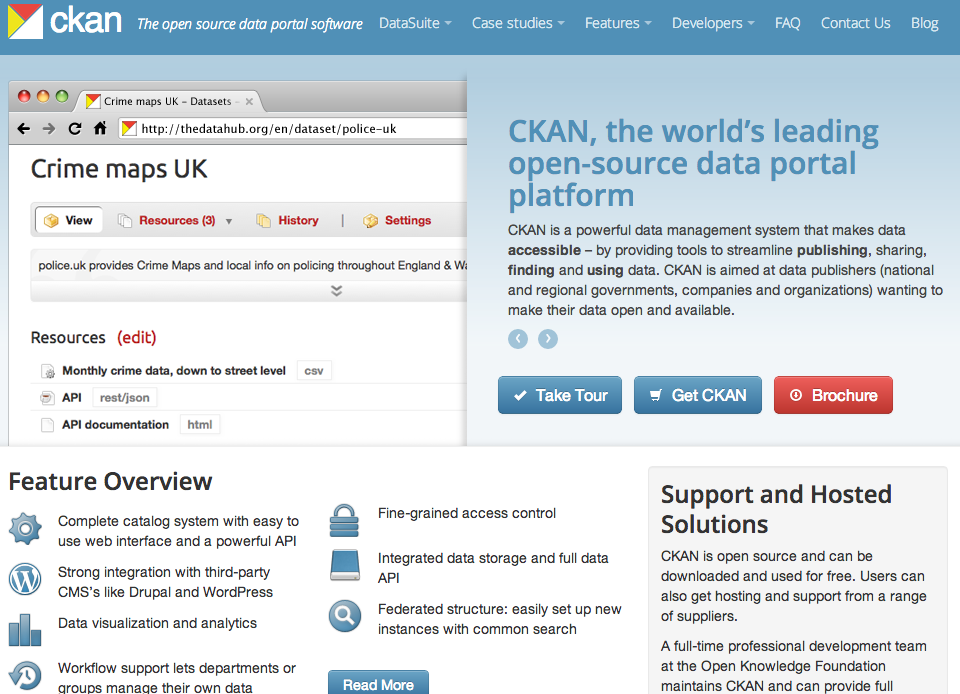 ckan The open source data portal software DataSuite Case studies Features Developers FAQ Contact Us Blog
Crime maps UK – Datasets -
http://thedatahub.org/en/dataset/police-uk
Crime maps UK
View Resources (3) History | Settings
police.uk provides Crime Maps and local info on policing throughout England &
Resources (edit)
Monthly crime data, down to street level csv
API rest/json
API documentation html
CKAN, the world's leading
open-source data portal
platform
CKAN is a powerful data management system that makes data
accessible – by providing tools to streamline publishing, sharing,
finding and using data. CKAN is aimed at data publishers (national
and regional governments, companies and organizations) wanting to
make their data open and available.
Take Tour Get CKAN Brochure
Feature Overview
Complete catalog system with easy to
use web interface and a powerful API
Strong integration with third-party
CMS's like Drupal and WordPress
Data visualization and analytics
Workflow support lets departments or
groups manage their own data
Fine-grained access control
Integrated data storage and full data
API
Federated structure: easily set up new
instances with common search
Read More
Support and Hosted
Solutions
CKAN is open source and can be
downloaded and used for free. Users can
also get hosting and support from a range
of suppliers.
A full-time professional development team
at the Open Knowledge Foundation
maintains CKAN and can provide full